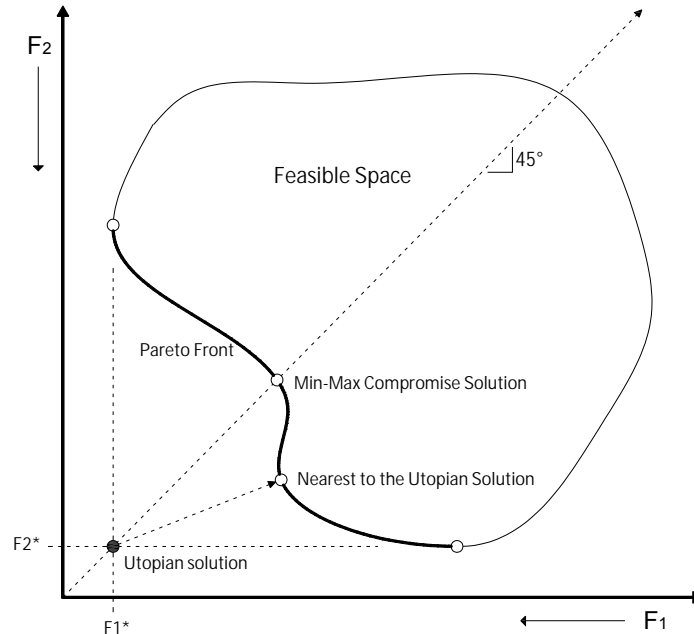 F2
45°
Feasible Space
Pareto Front
Min-Max Compromise Solution
Nearest to the Utopian Solution
F2*
Utopian solution
F1*
F1